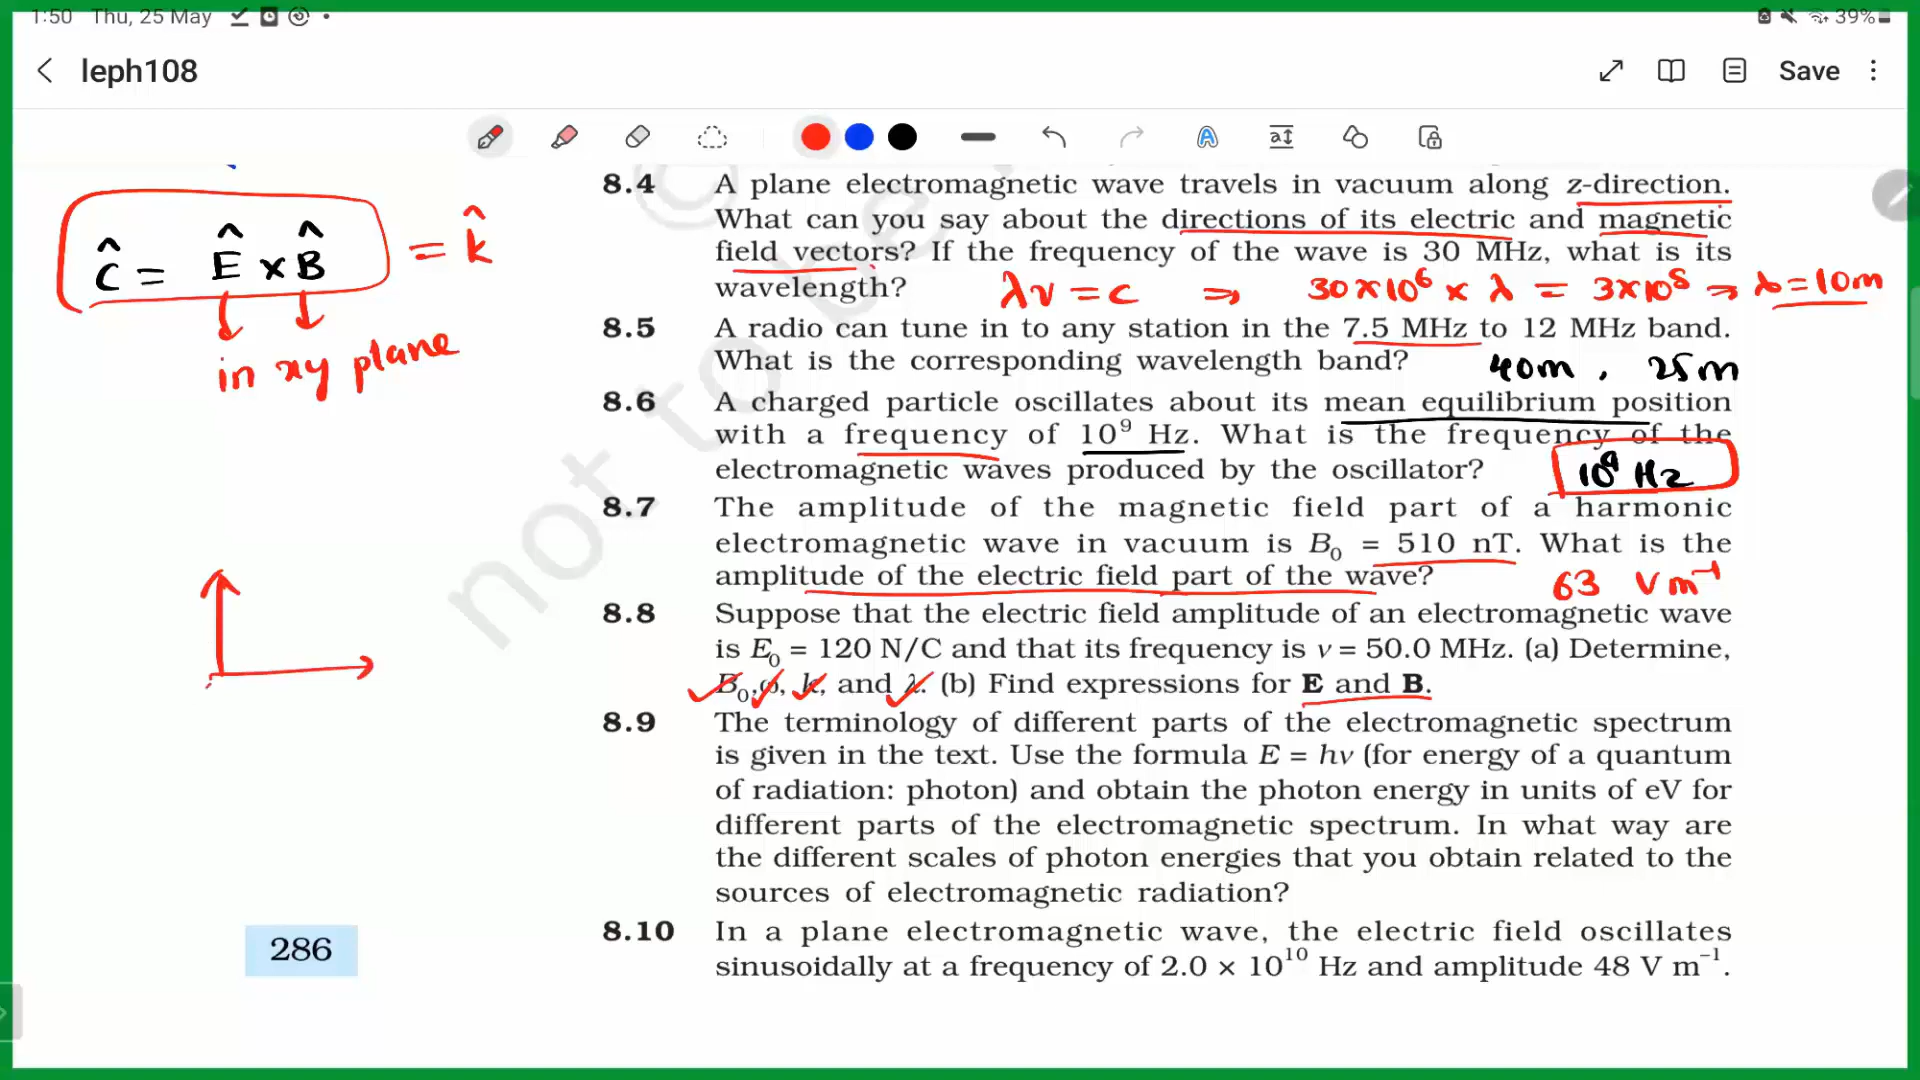 1:50 Thu, 25 May
39%
leph108
Save
8.4 A plane electromagnetic wave travels in vacuum along z-direction.
What can you say about the directions of its electric and magnetic
field vectors? If the frequency of the wave is 30 MHz, what is its
wavelength? λν = c ⇒ 30×10⁶ × λ = 3×10⁸ ⇒ λ = 10m
ĉ = Ê × B̂ = k̂
in xy plane
8.5 A radio can tune in to any station in the 7.5 MHz to 12 MHz band.
What is the corresponding wavelength band? 40m, 25m
8.6 A charged particle oscillates about its mean equilibrium position
with a frequency of 10⁹ Hz. What is the frequency of the
electromagnetic waves produced by the oscillator? 10⁹ Hz
8.7 The amplitude of the magnetic field part of a harmonic
electromagnetic wave in vacuum is B₀ = 510 nT. What is the
amplitude of the electric field part of the wave? 63 Vm⁻¹
8.8 Suppose that the electric field amplitude of an electromagnetic wave
is E₀ = 120 N/C and that its frequency is ν = 50.0 MHz. (a) Determine,
B₀, ω, k, and λ. (b) Find expressions for E and B.
8.9 The terminology of different parts of the electromagnetic spectrum
is given in the text. Use the formula E = hν (for energy of a quantum
of radiation: photon) and obtain the photon energy in units of eV for
different parts of the electromagnetic spectrum. In what way are
the different scales of photon energies that you obtain related to the
sources of electromagnetic radiation?
8.10 In a plane electromagnetic wave, the electric field oscillates
sinusoidally at a frequency of 2.0 × 10¹⁰ Hz and amplitude 48 V m⁻¹.
286
© not to be